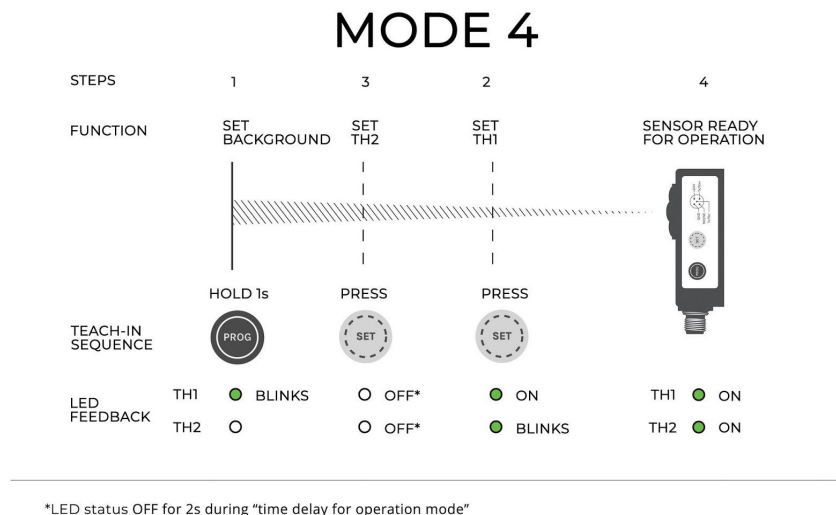 MODE 4
STEPS 1 3 2 4
FUNCTION
SET BACKGROUND
SET TH2
SET TH1
SENSOR READY FOR OPERATION
SET
PROG
HOLD 1s PRESS PRESS
TEACH-IN SEQUENCE
PROG SET SET
LED FEEDBACK
TH1 BLINKS OFF* ON TH1 ON
TH2 OFF* BLINKS TH2 ON
*LED status OFF for 2s during “time delay for operation mode”